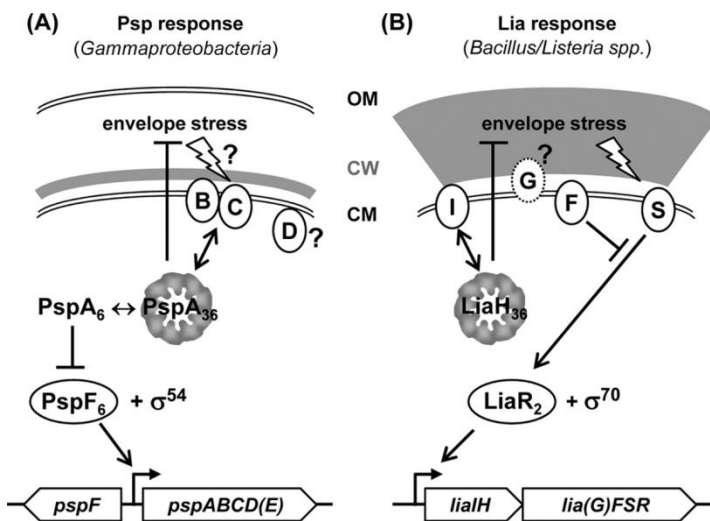 (A) Psp response
(Gammaproteobacteria)
envelope stress
?
B C
D ?
PspA6 ↔ PspA36
PspF6 + σ54
pspF pspABCD(E)
OM
CW
CM
(B) Lia response
(Bacillus/Listeria spp.)
envelope stress
?
G
I F S
LiaH36
LiaR2 + σ70
liaIH lia(G)FSR